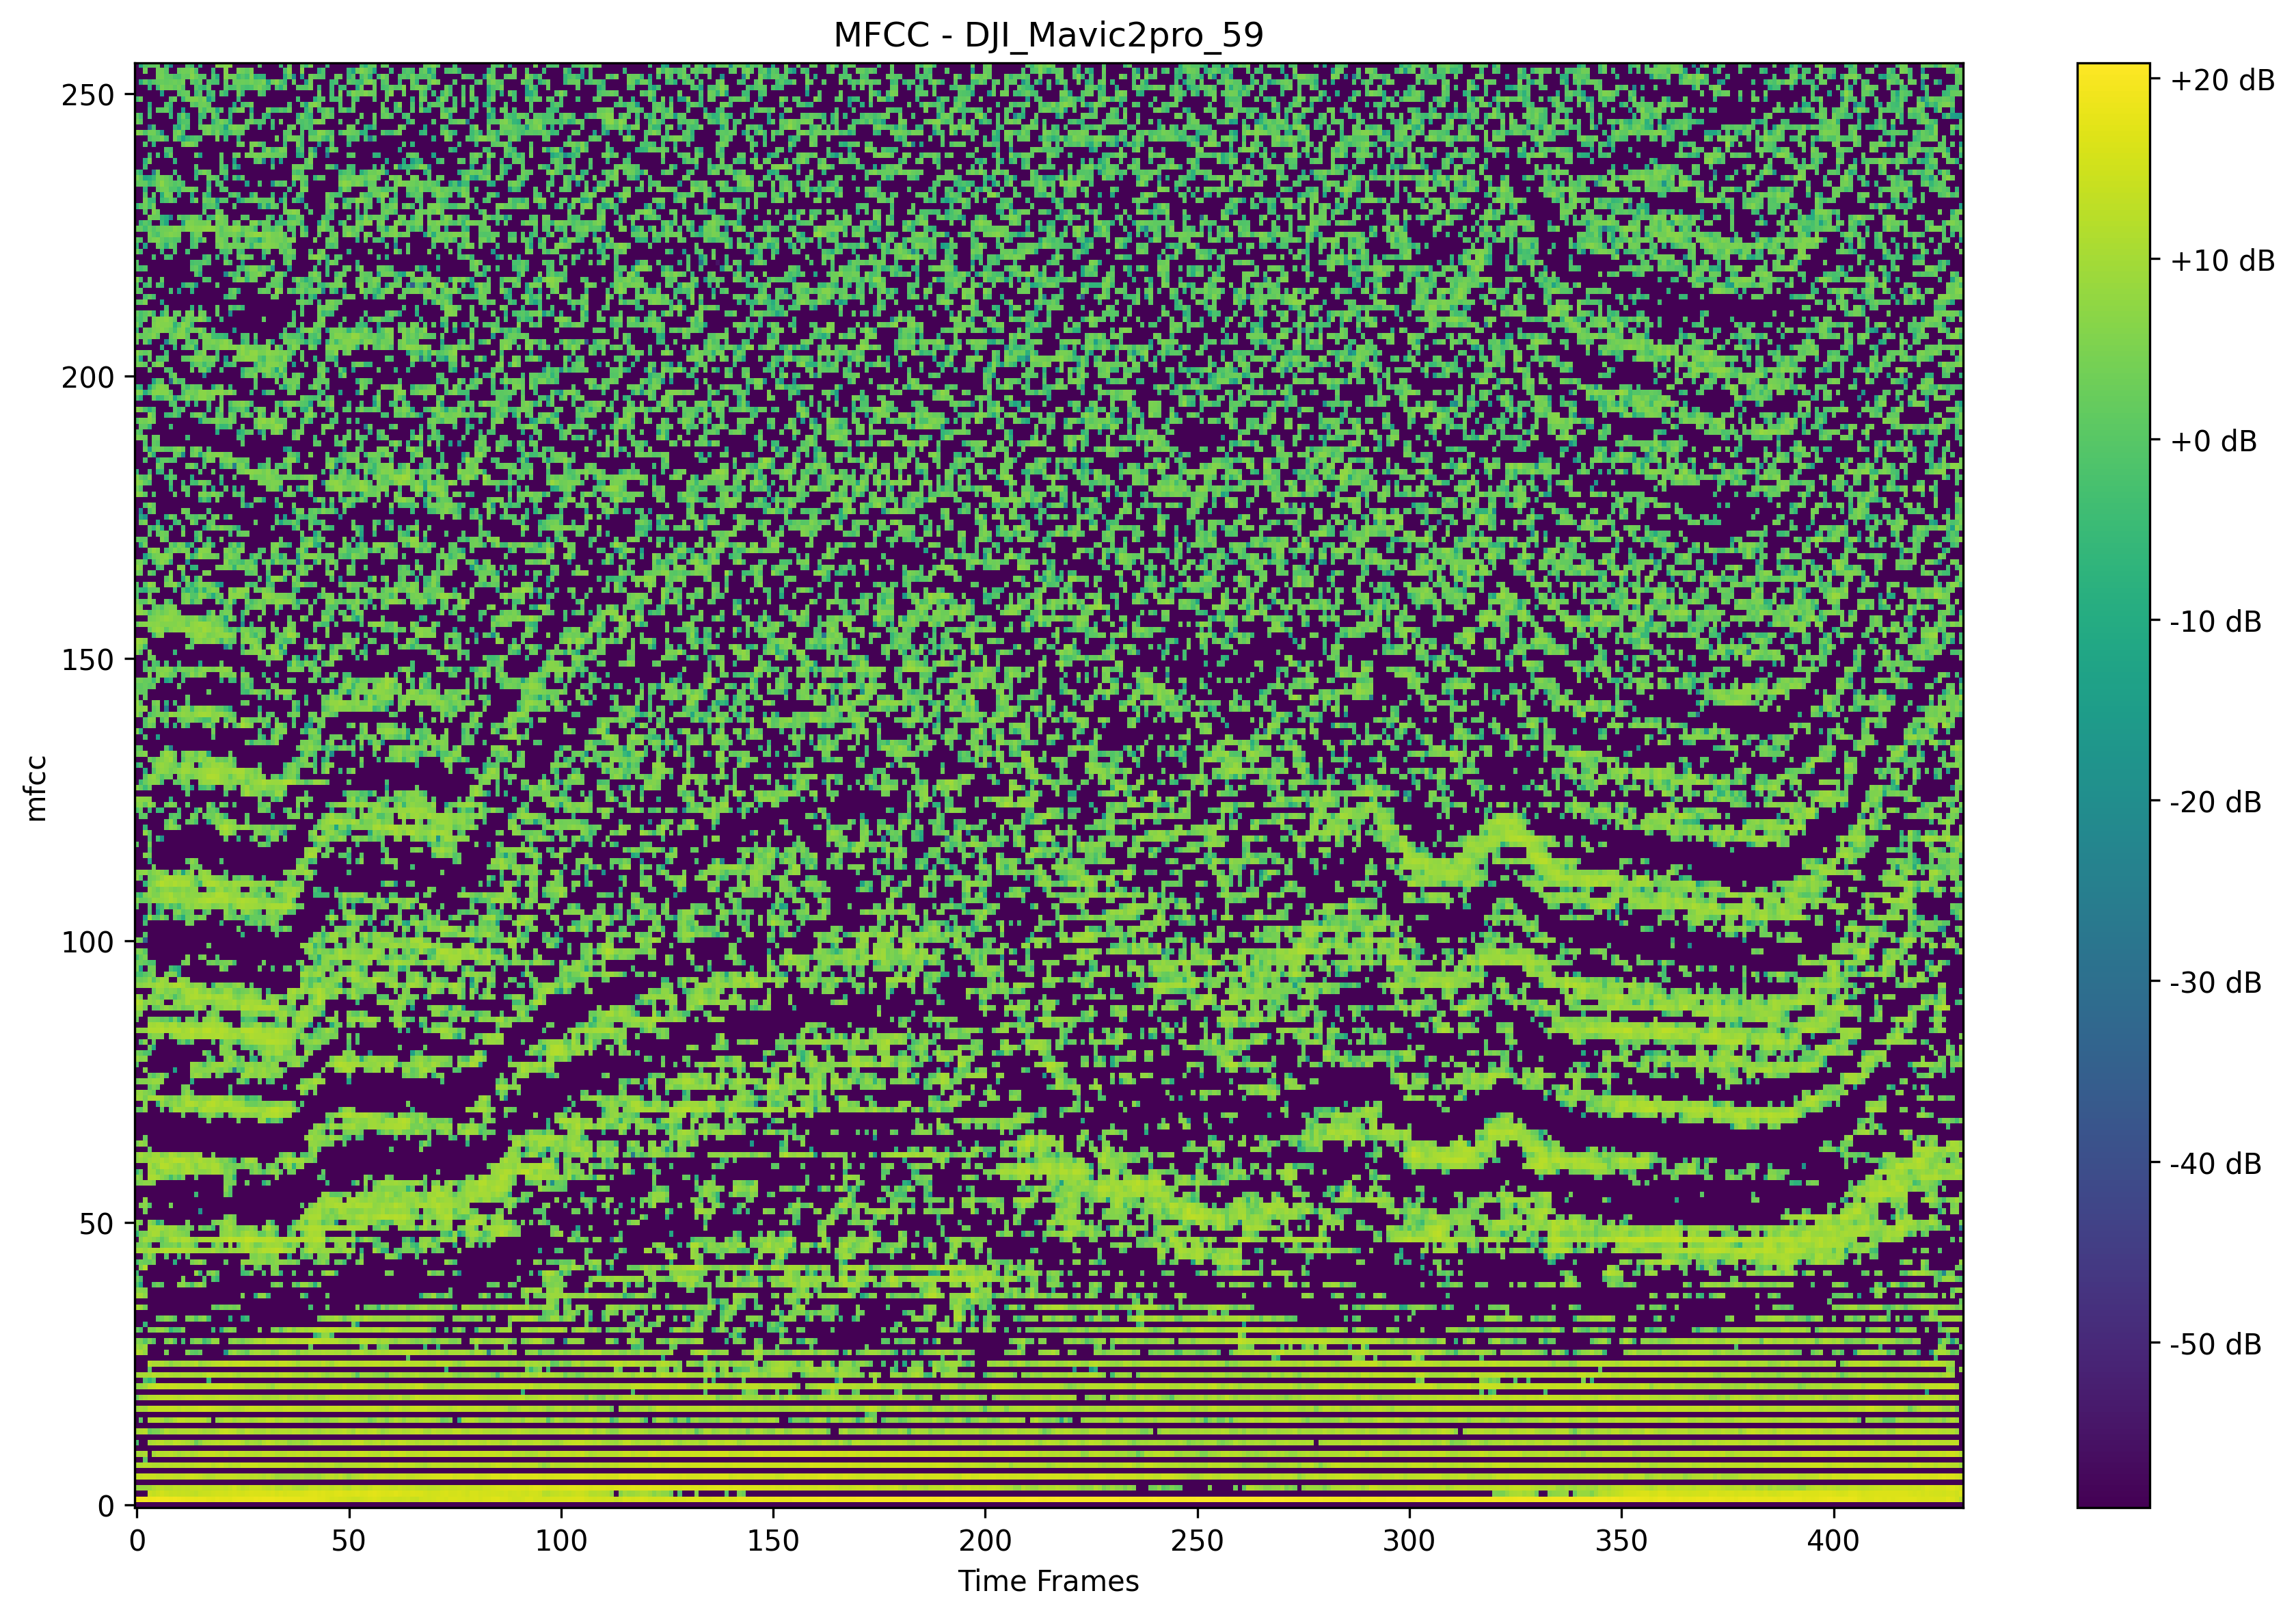 MFCC - DJI_Mavic2pro_59
250
200
150
100
50
0
mfcc
0 50 100 150 200 250 300 350 400
Time Frames
+20 dB
+10 dB
+0 dB
-10 dB
-20 dB
-30 dB
-40 dB
-50 dB